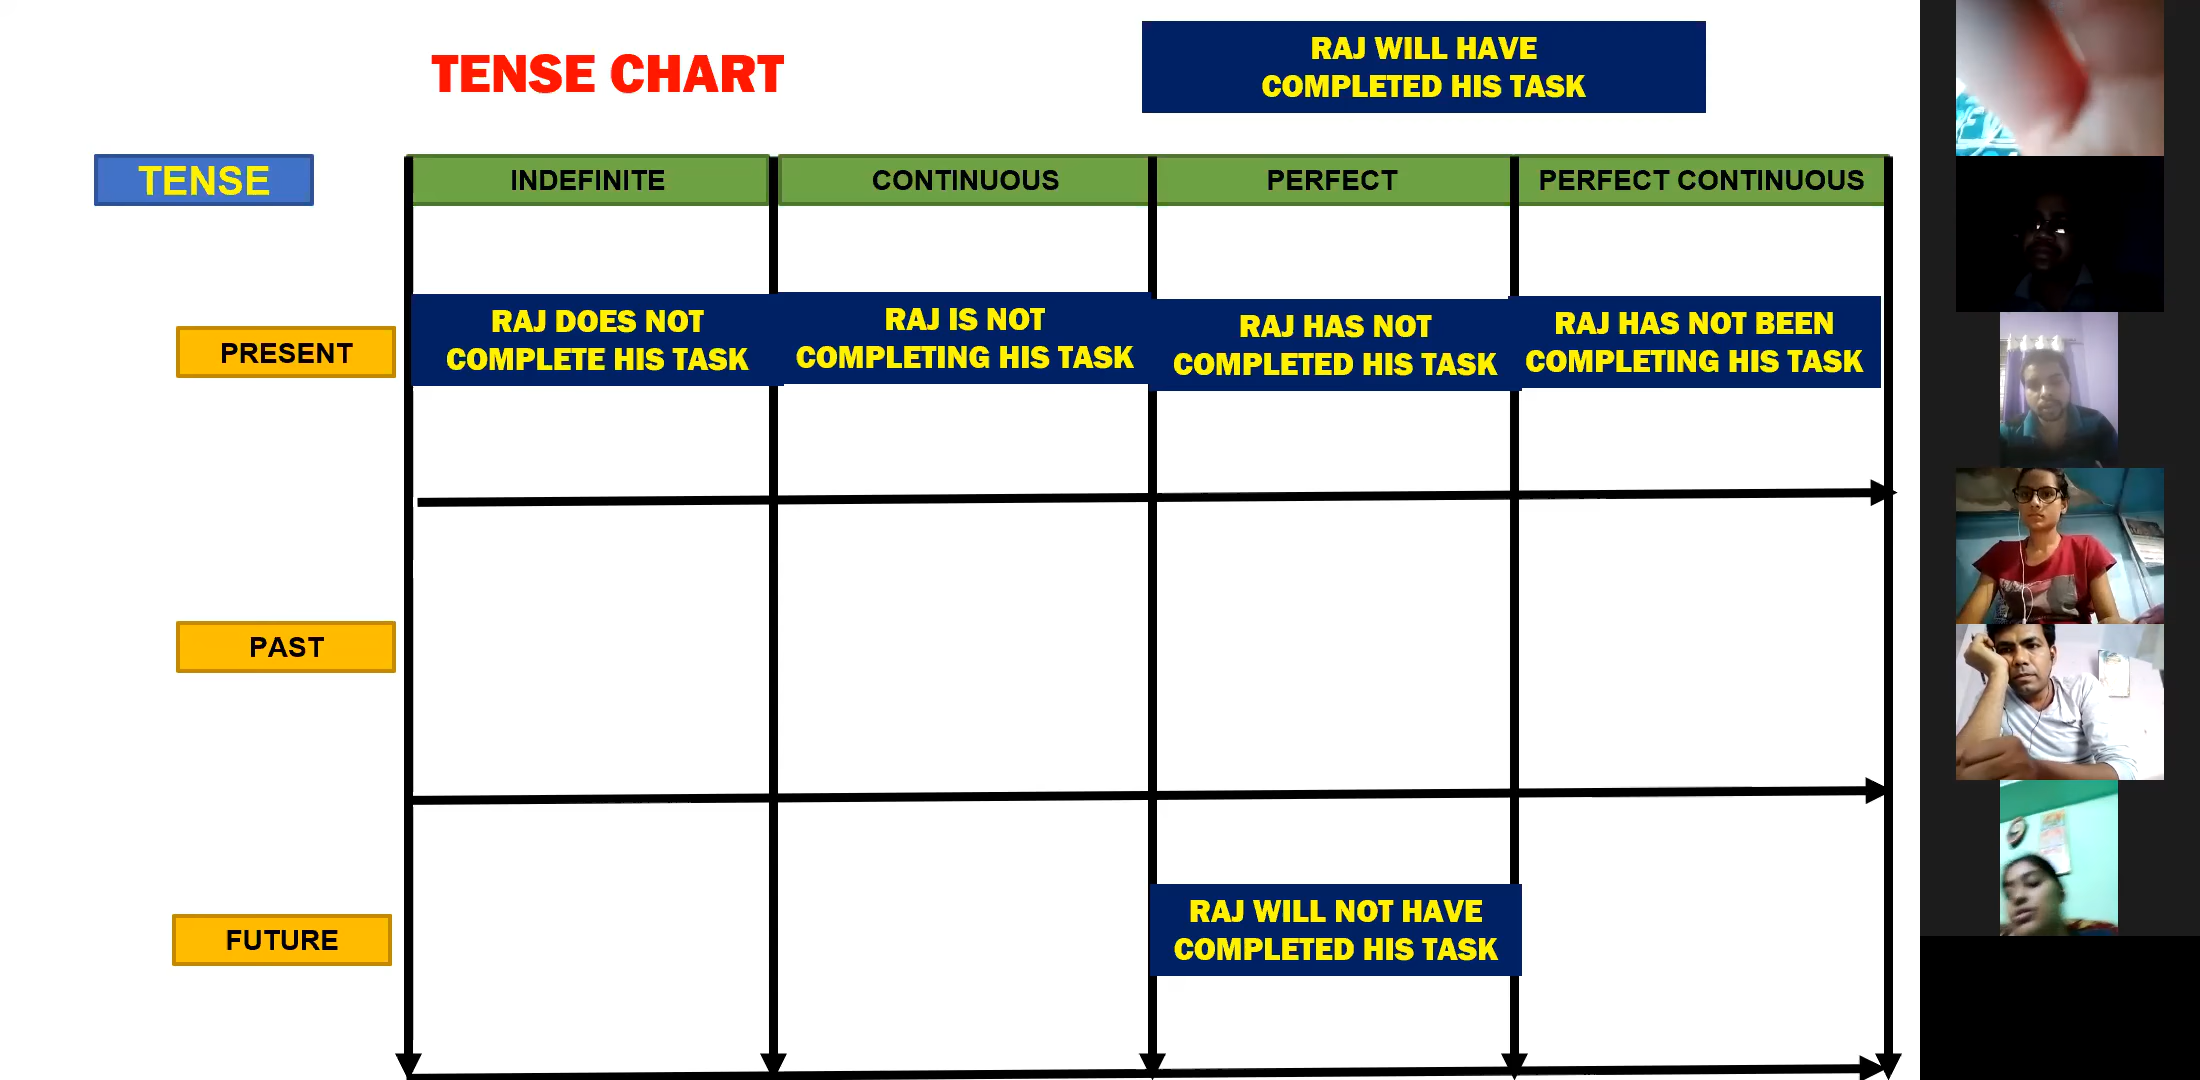 TENSE CHART
RAJ WILL HAVE
COMPLETED HIS TASK
TENSE
INDEFINITE
CONTINUOUS
PERFECT
PERFECT CONTINUOUS
PRESENT
RAJ DOES NOT
COMPLETE HIS TASK
RAJ IS NOT
COMPLETING HIS TASK
RAJ HAS NOT
COMPLETED HIS TASK
RAJ HAS NOT BEEN
COMPLETING HIS TASK
PAST
FUTURE
RAJ WILL NOT HAVE
COMPLETED HIS TASK